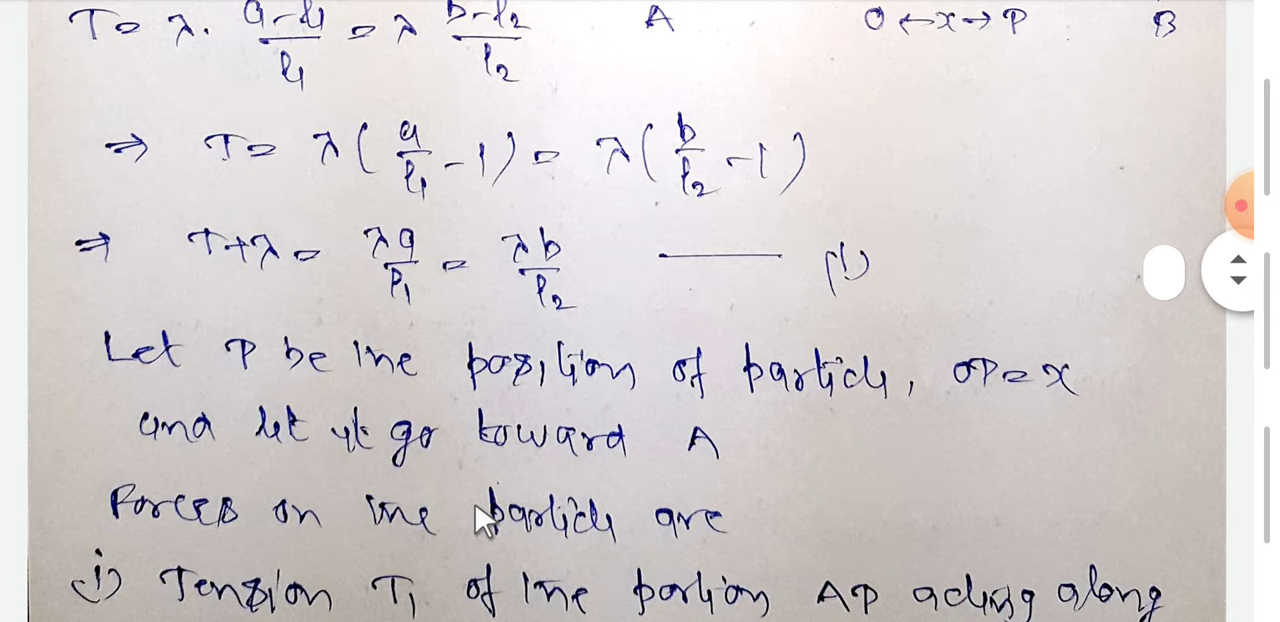 T = λ. (a-l₁)/l₁ = λ (b-l₂)/l₂ A O ←x→ P B
⇒ T = λ( a/l₁ - 1) = λ( b/l₂ - 1)
⇒ T+λ = λa/l₁ = λb/l₂ —— (1)
Let P be the position of particle, OP = x
and let it go toward A
Forces on the particle are
(i) Tension T₁ of the portion AP acting along